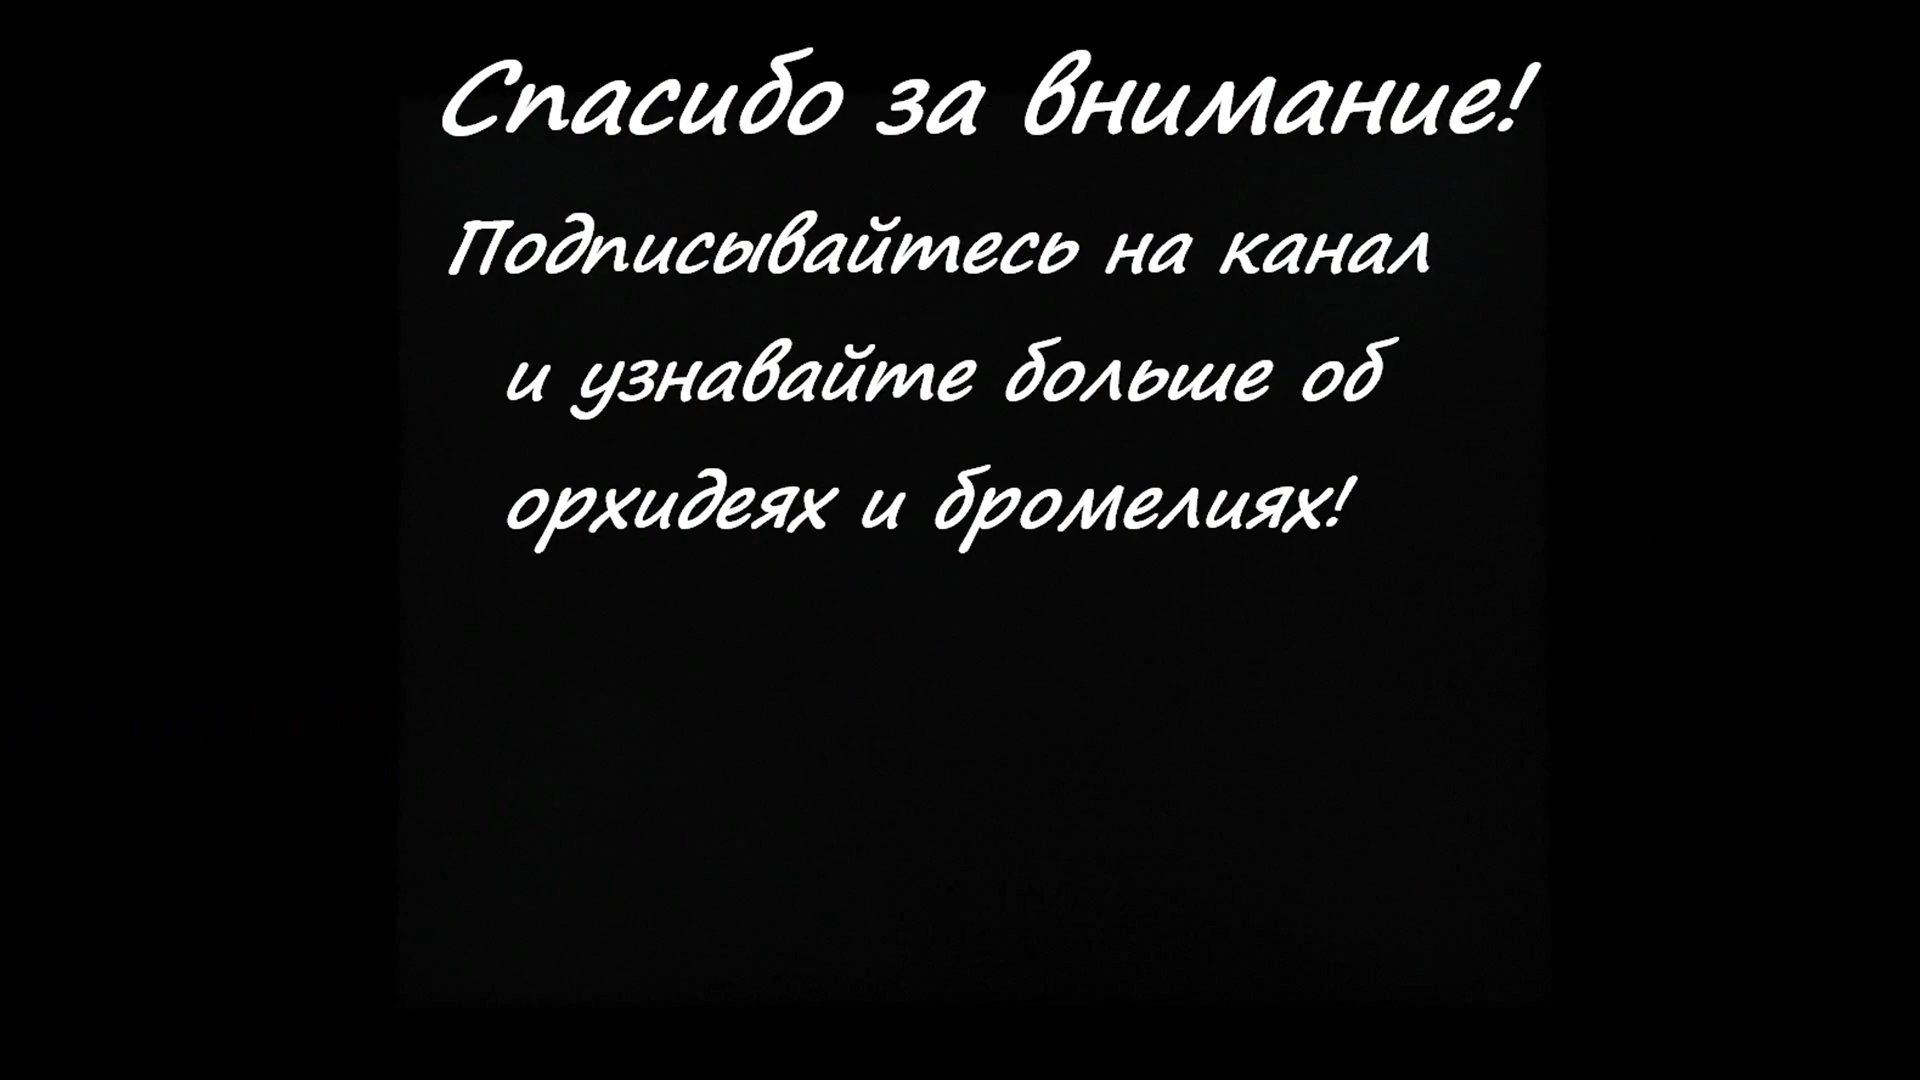 Спасибо за внимание!
Подписывайтесь на канал
и узнавайте больше об
орхидеях и бромелиях!